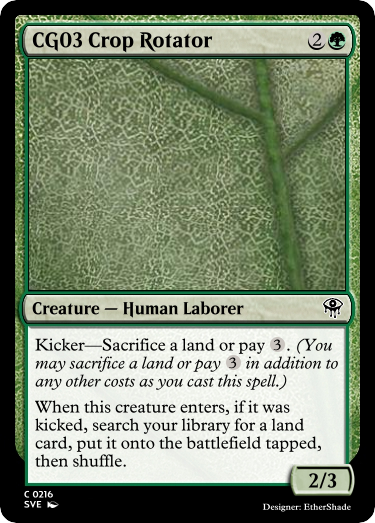 CG03 Crop Rotator 2
Creature — Human Laborer
Kicker—Sacrifice a land or pay 3. (You
may sacrifice a land or pay 3 in addition to
any other costs as you cast this spell.)
When this creature enters, if it was
kicked, search your library for a land
card, put it onto the battlefield tapped,
then shuffle.
2/3
C 0216
SVE
Designer: EtherShade